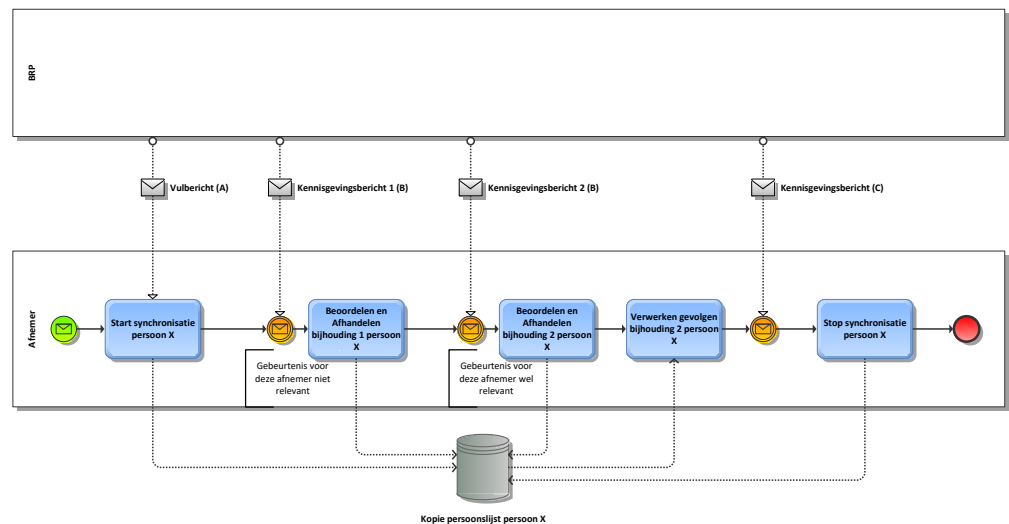 BRP
Vulbericht (A)
Kennisgevingsbericht 1 (B)
Kennisgevingsbericht 2 (B)
Kennisgevingsbericht (C)
Afnemer
Start synchronisatie
persoon X
Beoordelen en
Afhandelen
bijhouding 1 persoon
X
Beoordelen en
Afhandelen
bijhouding 2 persoon
X
Verwerken gevolgen
bijhouding 2 persoon
X
Stop synchronisatie
persoon X
Gebeurtenis voor
deze afnemer niet
relevant
Gebeurtenis voor
deze afnemer wel
relevant
Kopie persoonslijst persoon X